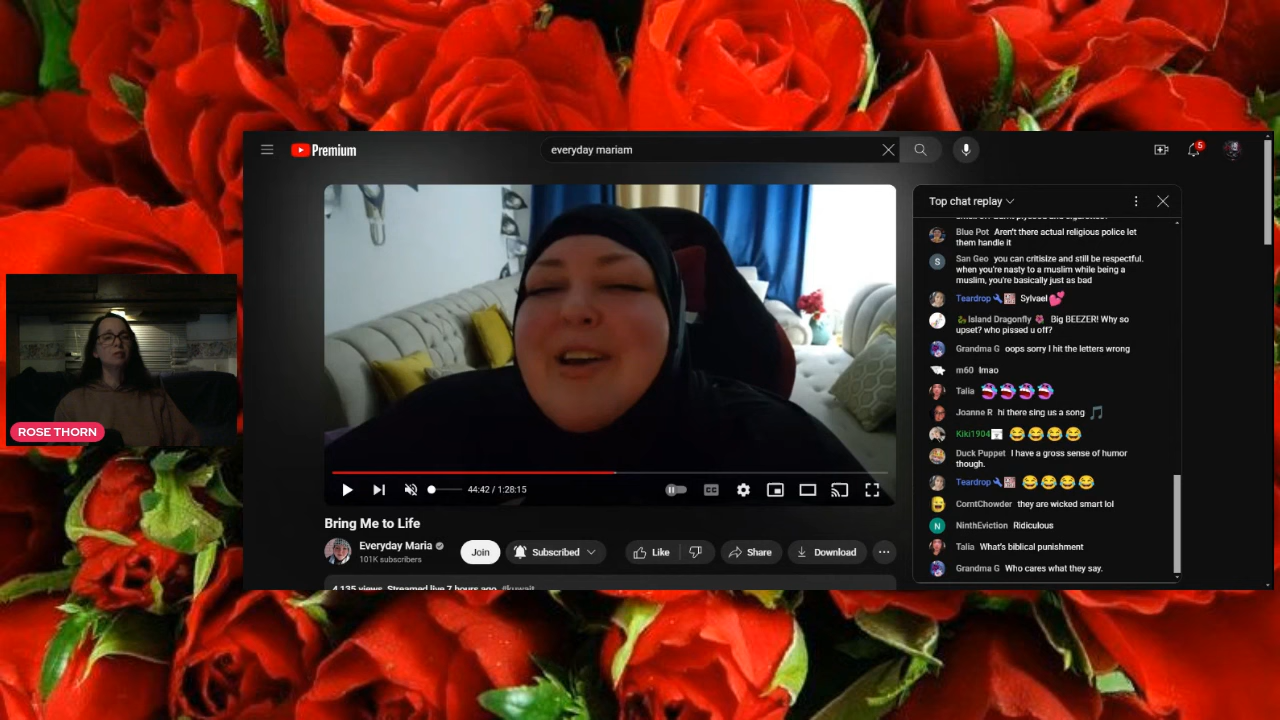 Premium
everyday mariam
5
Top chat replay
Blue Pot Aren't there actual religious police let
them handle it
S
San Geo you can critisize and still be respectful.
when you're nasty to a muslim while being a
muslim, you're basically just as bad
Teardrop Sylvael
Island Dragonfly Big BEEZER! Why so
upset? who pissed u off?
Grandma G oops sorry I hit the letters wrong
m60 lmao
Talia
Joanne R hi there sing us a song
Kiki1904
Duck Puppet I have a gross sense of humor
though.
Teardrop
CorntChowder they are wicked smart lol
N
NinthEviction Ridiculous
Talia What's biblical punishment
Grandma G Who cares what they say.
ROSE THORN
44:42 / 1:28:15
CC
Bring Me to Life
Everyday Maria
101K subscribers
Join
Subscribed
Like
Share
Download
4,135 views Streamed live 7 hours ago #kuwait